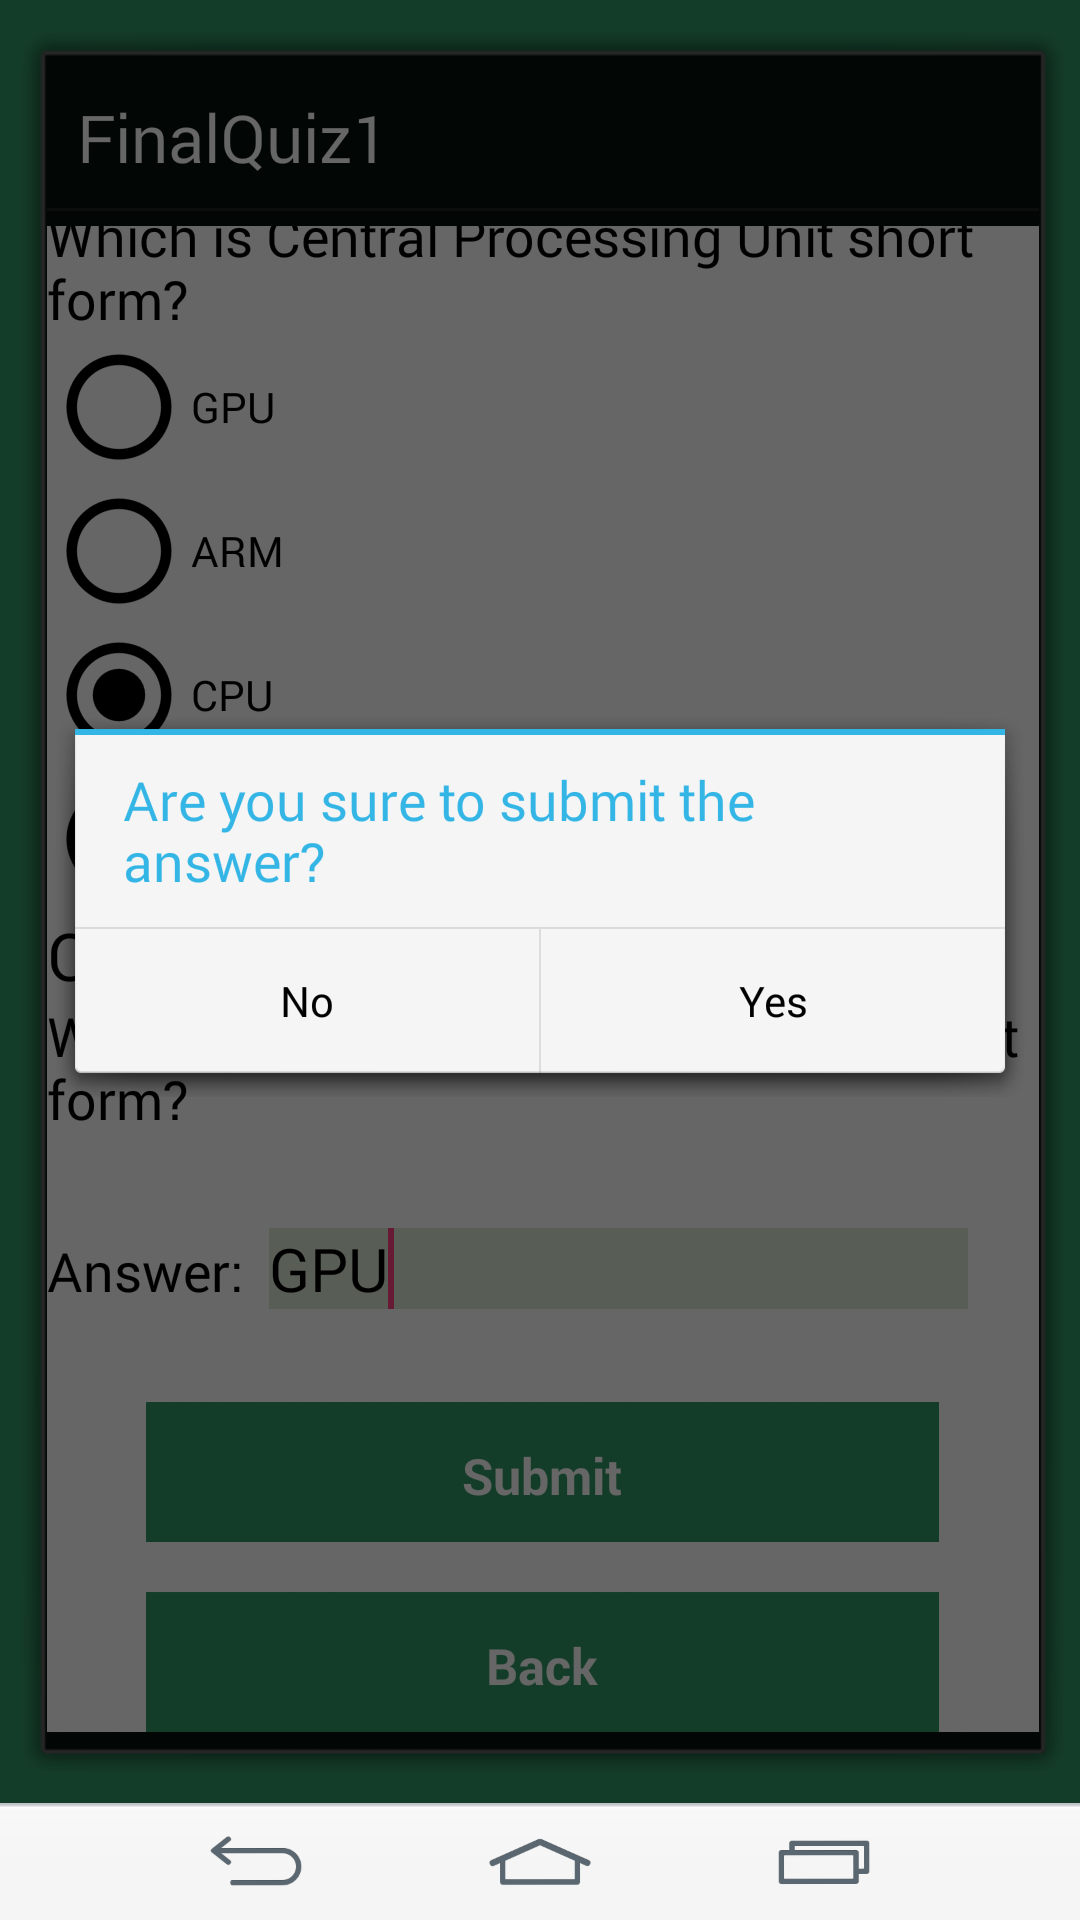 FinalQuiz1
Which is Central Processing Unit short
form?
GPU
ARM
CPU
Are you sure to submit the
answer?
No
Yes
form?
Answer: GPU
Submit
Back